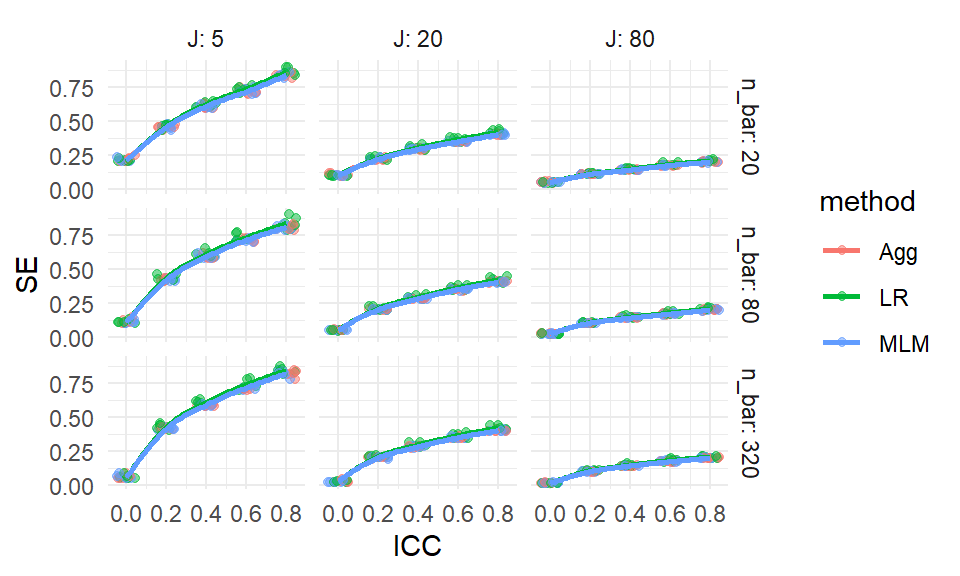 J: 5 J: 20 J: 80
0.75
0.50
0.25
0.00
n_bar: 20
0.75
0.50
0.25
0.00
n_bar: 80
0.75
0.50
0.25
0.00
n_bar: 320
0.0 0.2 0.4 0.6 0.8 0.0 0.2 0.4 0.6 0.8 0.0 0.2 0.4 0.6 0.8
ICC
SE
method
Agg
LR
MLM